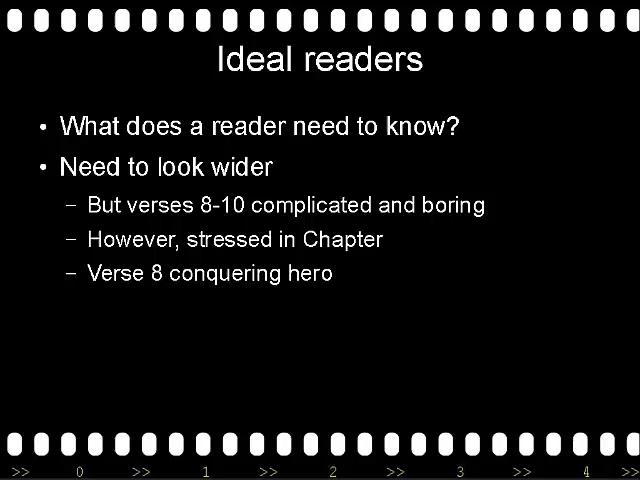 Ideal readers
• What does a reader need to know?
• Need to look wider
– But verses 8-10 complicated and boring
– However, stressed in Chapter
– Verse 8 conquering hero
>> 0 >> 1 >> 2 >> 3 >> 4 >>